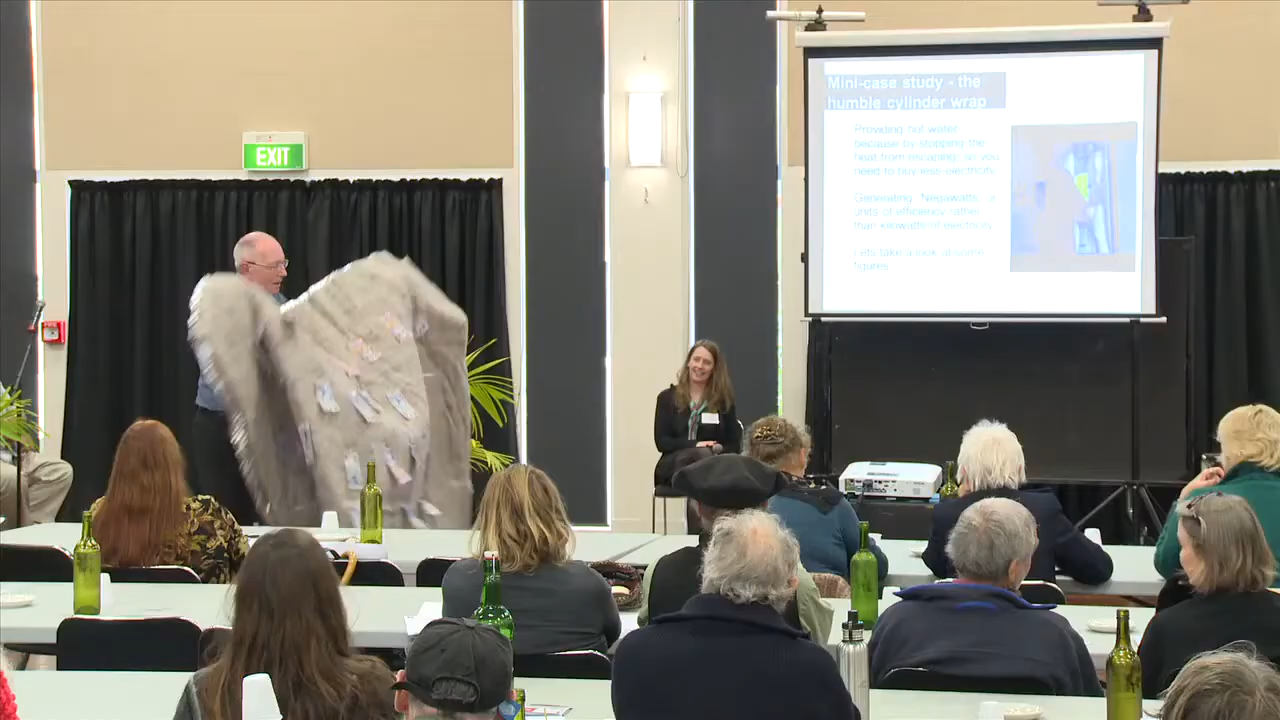 EXIT
Mini-case study - the
humble cylinder wrap
Providing hot water
because by stopping the
heat from escaping, so you
need to buy less electricity.
Generating "Negawatts, a
units of efficiency rather
than kilowatts of electricity
Lets take a look at some
figures